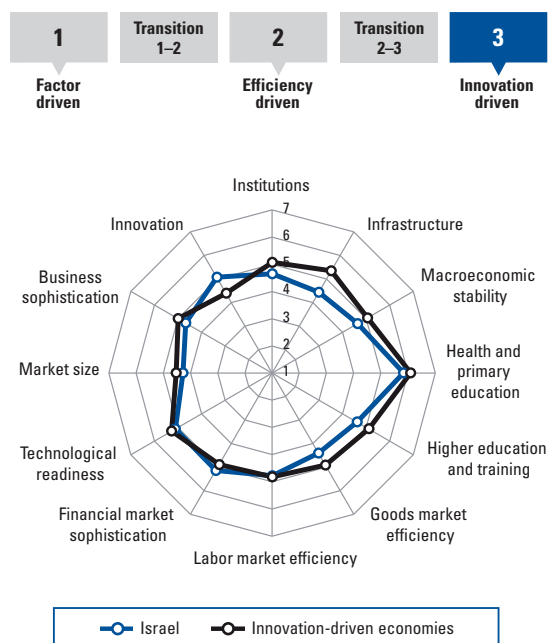 1
Transition
1–2
2
Transition
2–3
3
Factor
driven
Efficiency
driven
Innovation
driven
Institutions
7
6
5
4
3
2
1
Infrastructure
Macroeconomic
stability
Health and
primary
education
Higher education
and training
Goods market
efficiency
Labor market efficiency
Financial market
sophistication
Technological
readiness
Market size
Business
sophistication
Innovation
Israel
Innovation-driven economies